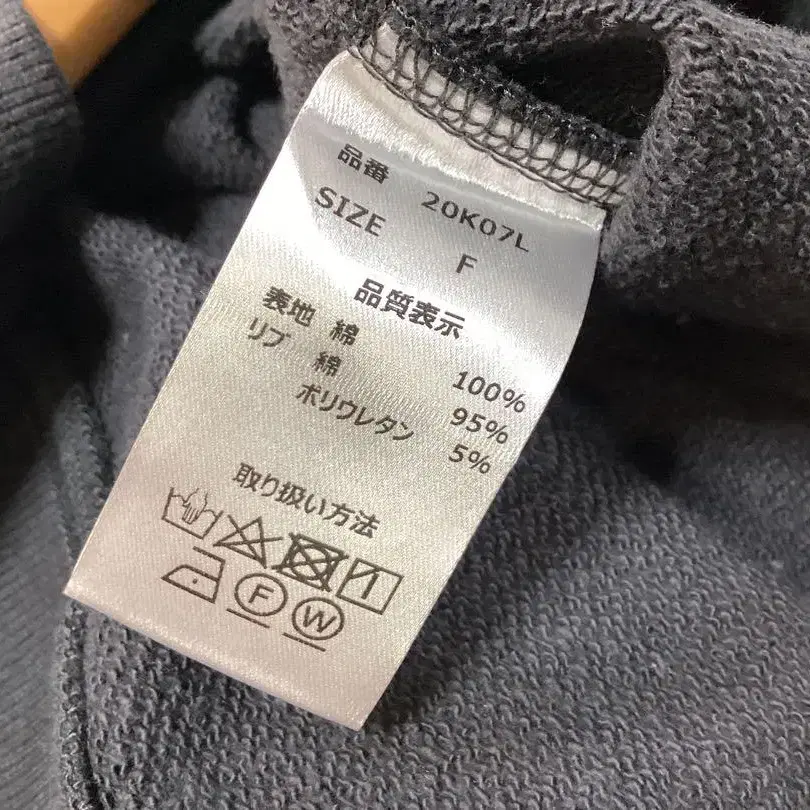 品番 20K07L
SIZE F
品質表示
表地 綿 100%
リブ 綿 95%
ポリウレタン 5%
取り扱い方法
F W